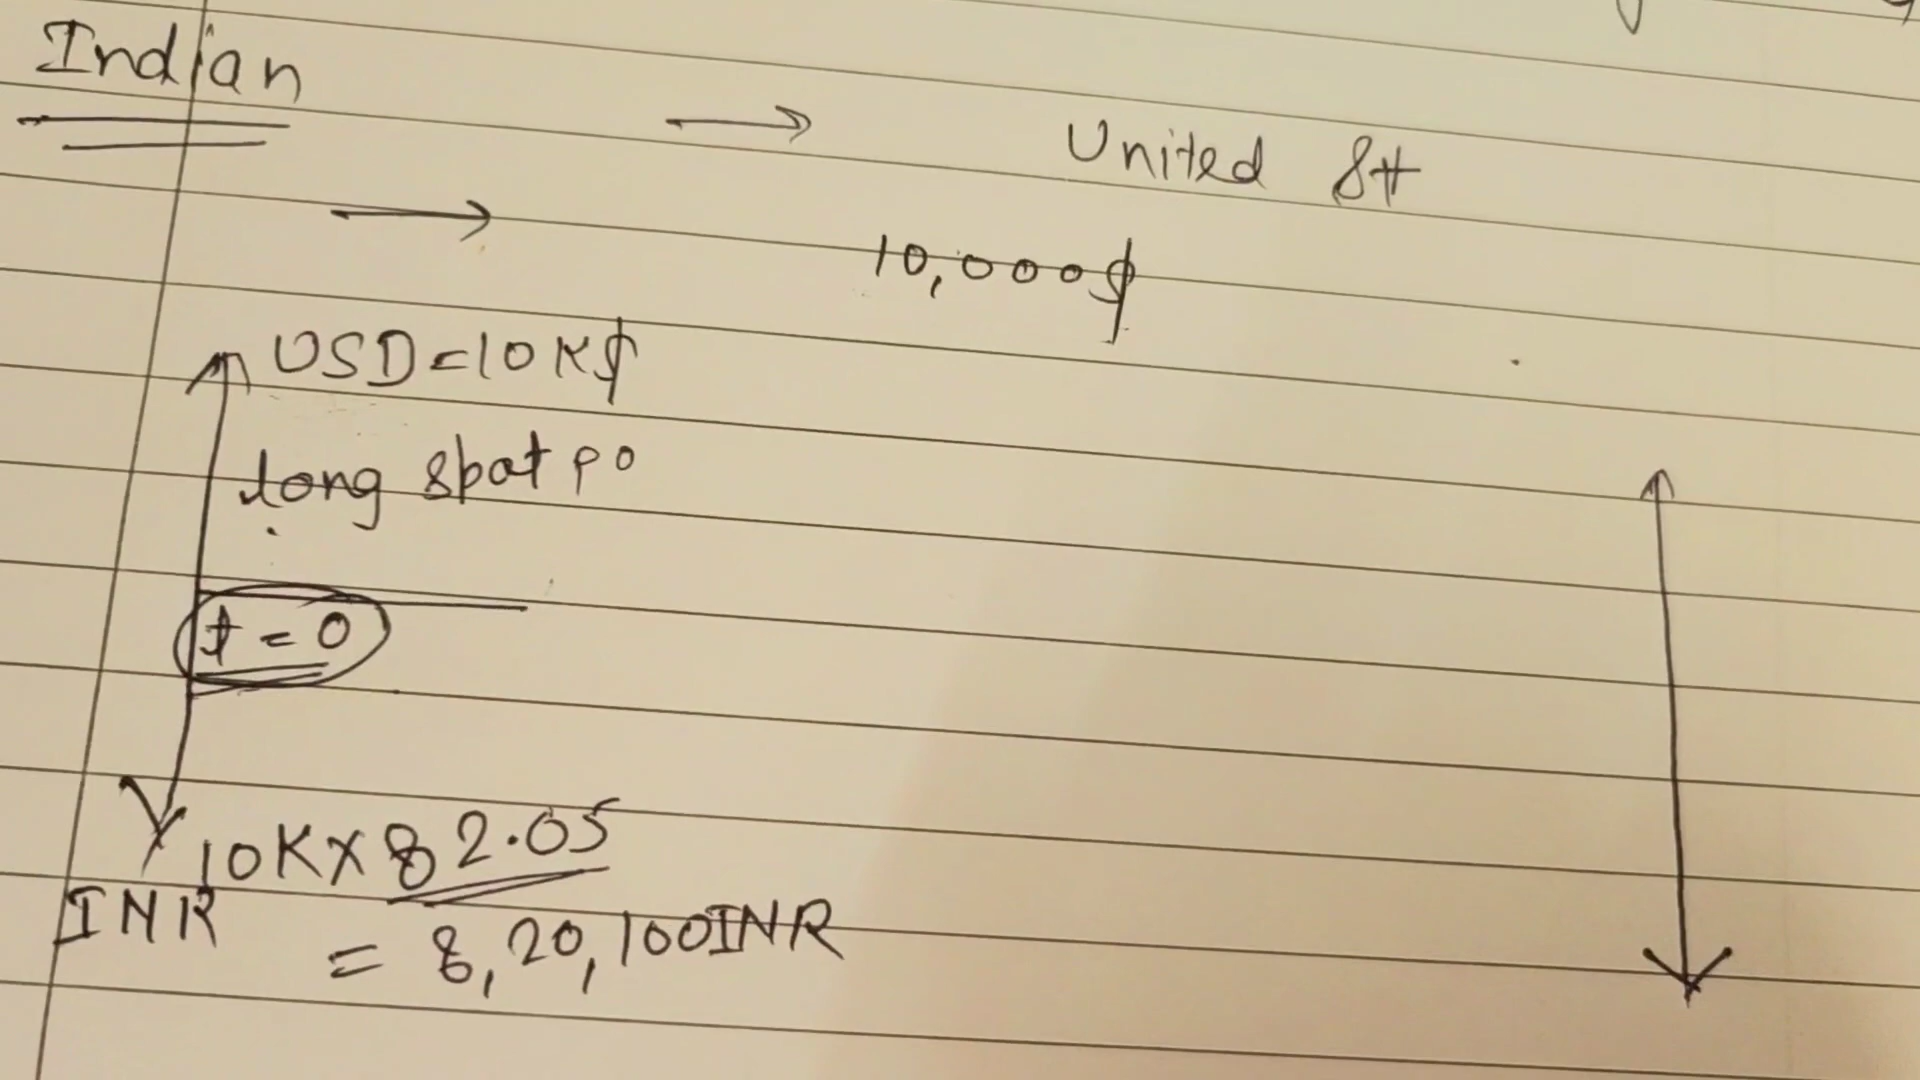 Indian
→ United St
→ 10,000$
USD=10K$
long spot po
t = 0
10K×82.05
INR
= 8,20,100INR